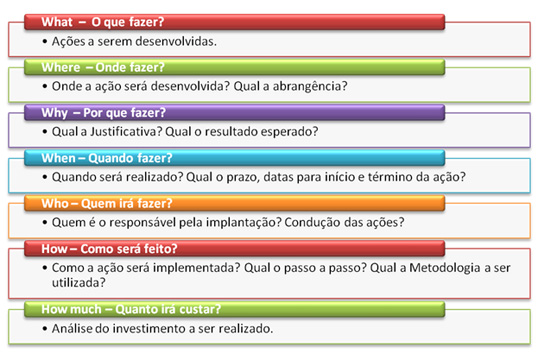 What – O que fazer?
• Ações a serem desenvolvidas.
Where – Onde fazer?
• Onde a ação será desenvolvida? Qual a abrangência?
Why – Por que fazer?
• Qual a Justificativa? Qual o resultado esperado?
When – Quando fazer?
• Quando será realizado? Qual o prazo, datas para início e término da ação?
Who – Quem irá fazer?
• Quem é o responsável pela implantação? Condução das ações?
How – Como será feito?
• Como a ação será implementada? Qual o passo a passo? Qual a Metodologia a ser
utilizada?
How much – Quanto irá custar?
• Análise do investimento a ser realizado.